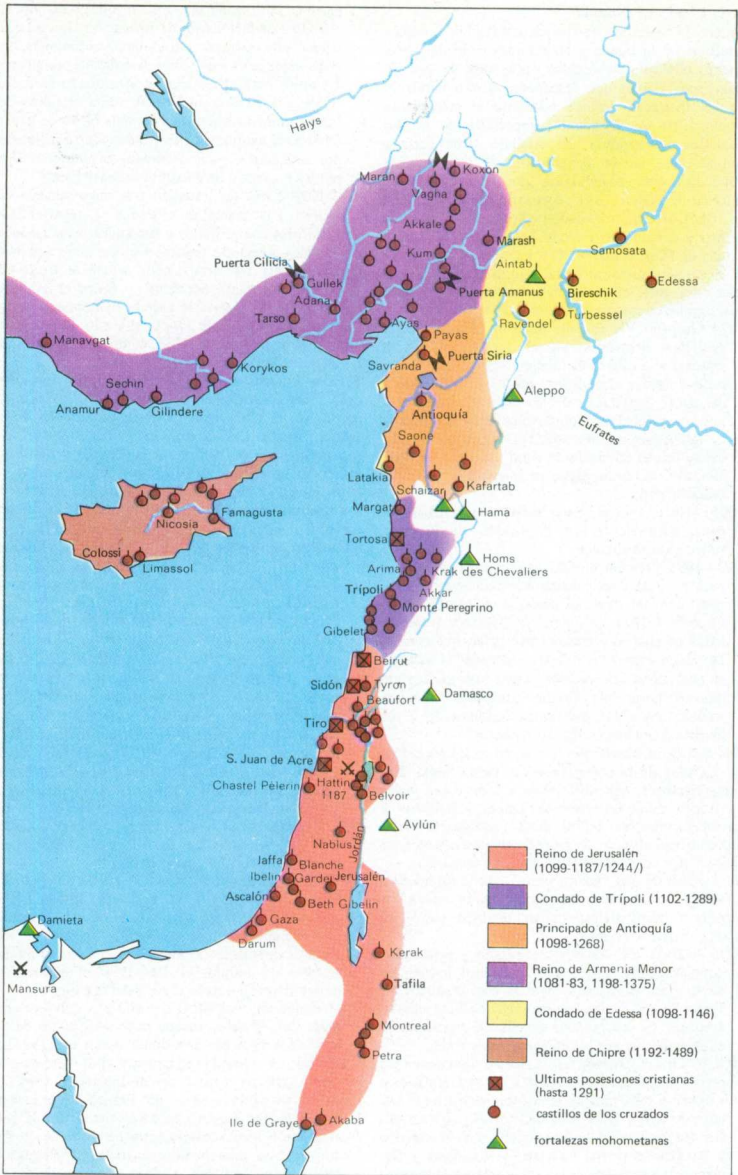 Halys
Koxon
Maran
Vagha
Akkale
Marash
Samosata
Kum
Aintab
Puerta Cilicia
Gullek
Edessa
Bireschik
Puerta Amanus
Adana
Tarso
Ayas
Ravendel
Turbessel
Payas
Manavgat
Puerta Siria
Savranda
Korykos
Sechin
Aleppo
Anamur
Gilindere
Antioquía
Eufrates
Saone
Latakia
Schaizar
Kafartab
Margat
Hama
Famagusta
Nicosia
Tortosa
Colossi
Limassol
Homs
Arima
Krak des Chevaliers
Trípoli
Akkar
Monte Peregrino
Gibelet
Beirut
Sidón
Tyron
Damasco
Beaufort
Tiro
S. Juan de Acre
Hattin
1187
Chastel Pèlerin
Belvoir
Aylún
Nablus
Jordán
Jaffa
Blanche
Ibelin
Garde
Jerusalén
Ascalón
Beth Gibelin
Gaza
Damieta
Darum
Kerak
Mansura
Tafila
Montreal
Petra
Ile de Graye
Akaba
Reino de Jerusalén
(1099-1187/1244/)
Condado de Trípoli (1102-1289)
Principado de Antioquía
(1098-1268)
Reino de Armenia Menor
(1081-83, 1198-1375)
Condado de Edessa (1098-1146)
Reino de Chipre (1192-1489)
Ultimas posesiones cristianas
(hasta 1291)
castillos de los cruzados
fortalezas mohometanas